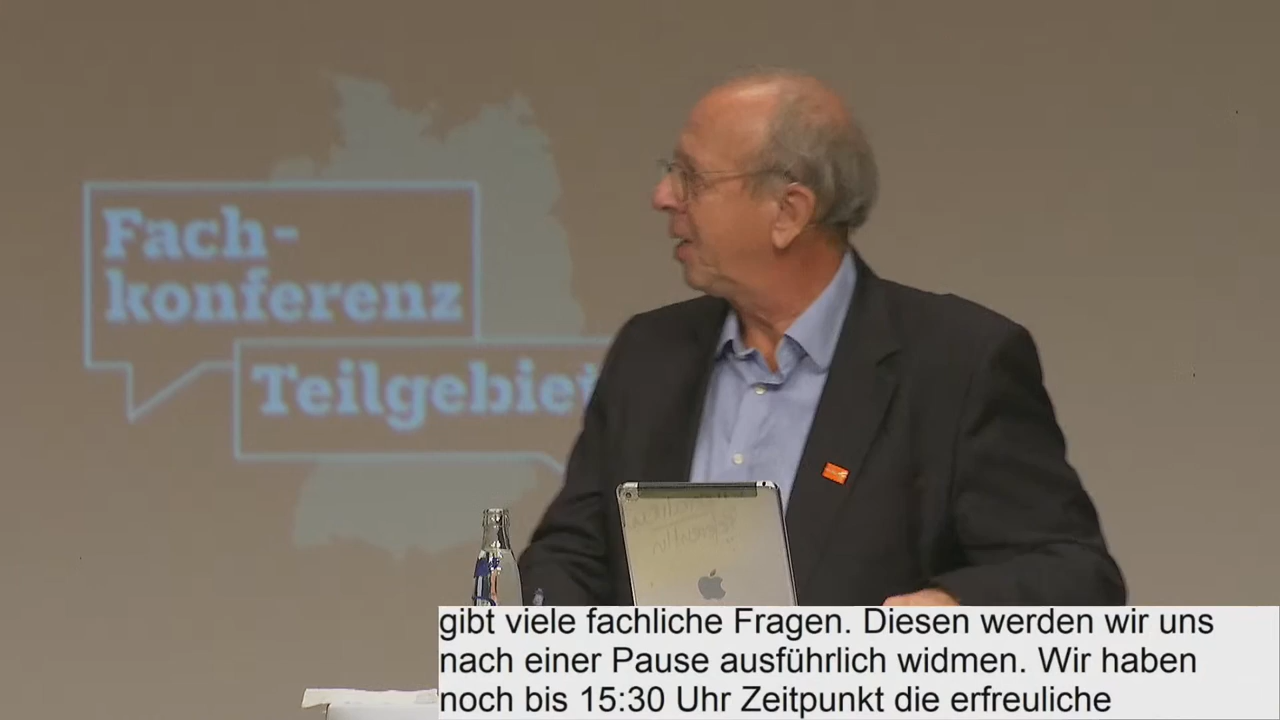 Fach-
konferenz
Teilgebiet
gibt viele fachliche Fragen. Diesen werden wir uns
nach einer Pause ausführlich widmen. Wir haben
noch bis 15:30 Uhr Zeitpunkt die erfreuliche